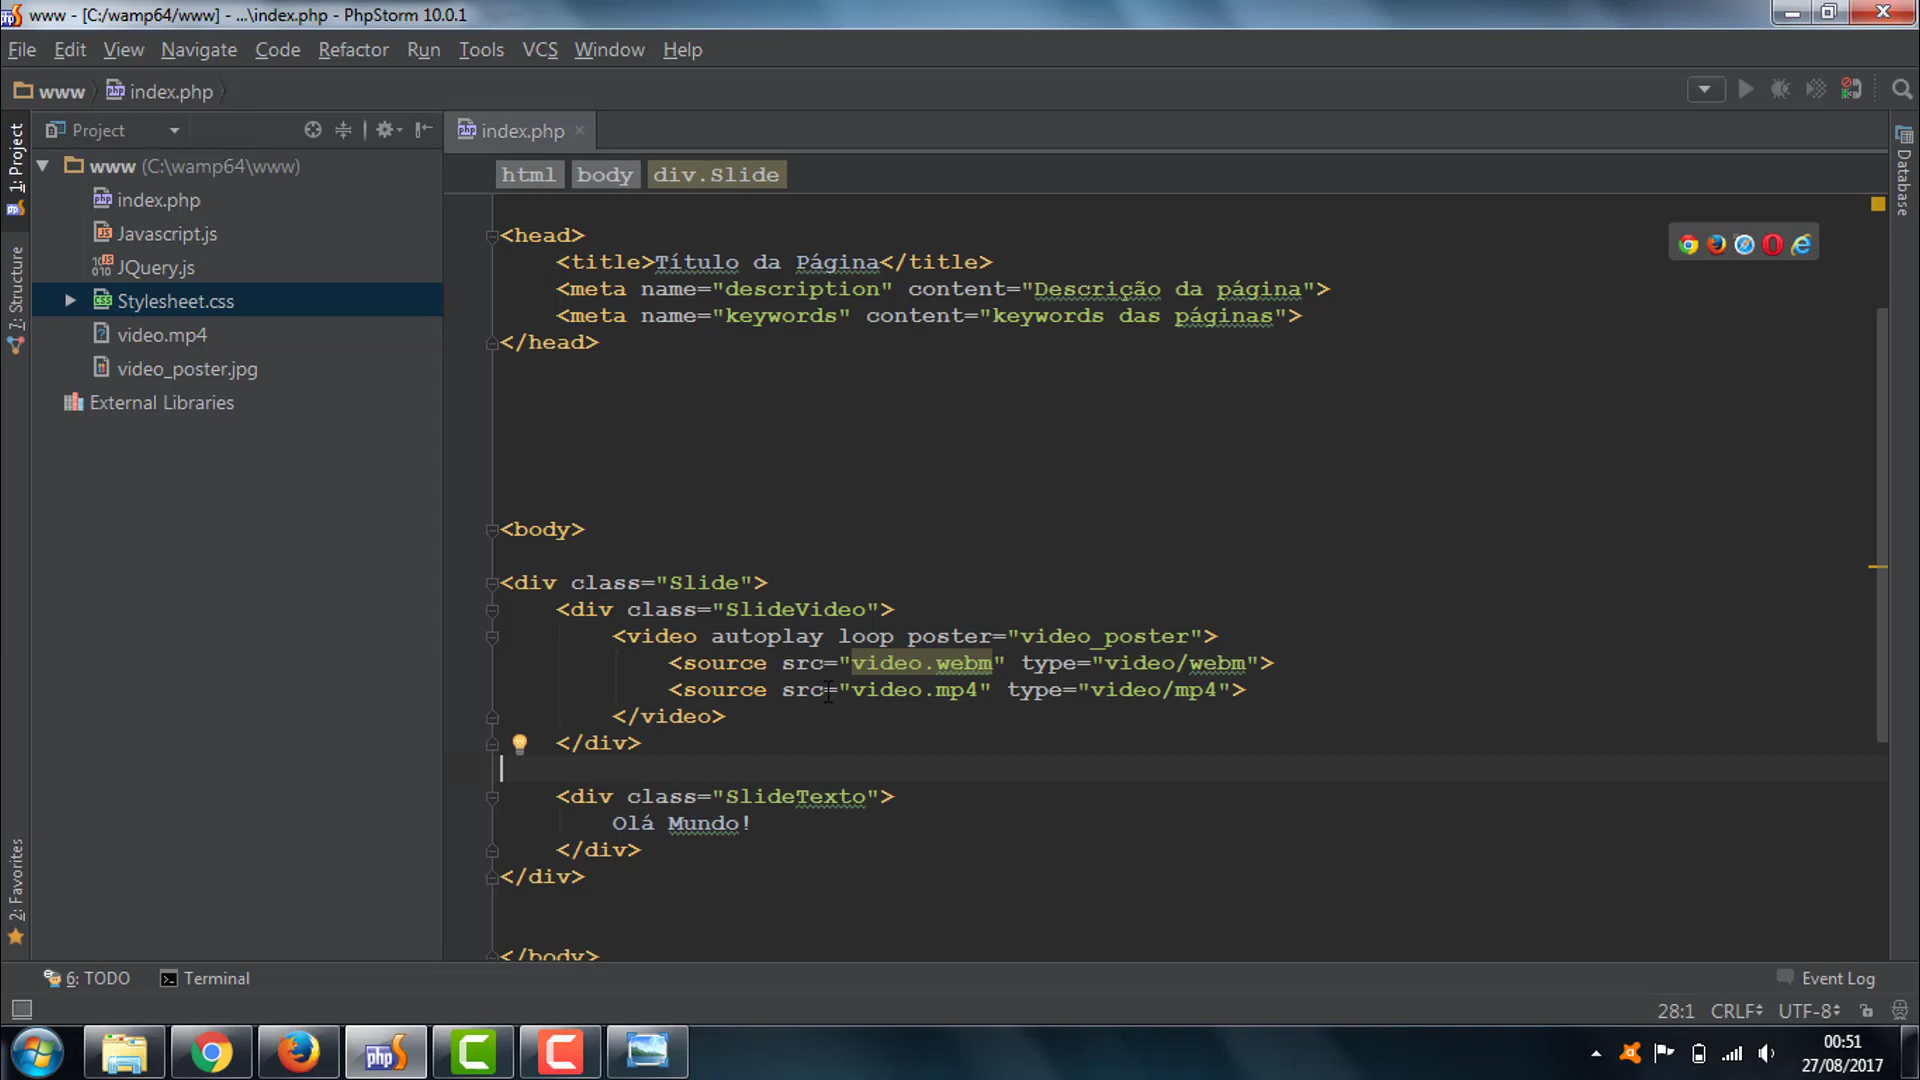 www - [C:/wamp64/www] - ...\index.php - PhpStorm 10.0.1
File Edit View Navigate Code Refactor Run Tools VCS Window Help
www index.php
Project
index.php
html body div.Slide
1: Project
7: Structure
2: Favorites
Database
www (C:\wamp64\www)
index.php
Javascript.js
JQuery.js
Stylesheet.css
video.mp4
video_poster.jpg
External Libraries
<head>
<title>Título da Página</title>
<meta name="description" content="Descrição da página">
<meta name="keywords" content="keywords das páginas">
</head>
<body>
<div class="Slide">
<div class="SlideVideo">
<video autoplay loop poster="video_poster">
<source src="video.webm" type="video/webm">
<source src="video.mp4" type="video/mp4">
</video>
</div>
<div class="SlideTexto">
Olá Mundo!
</div>
</div>
</body>
6: TODO Terminal Event Log
28:1 CRLF UTF-8
php
00:51
27/08/2017